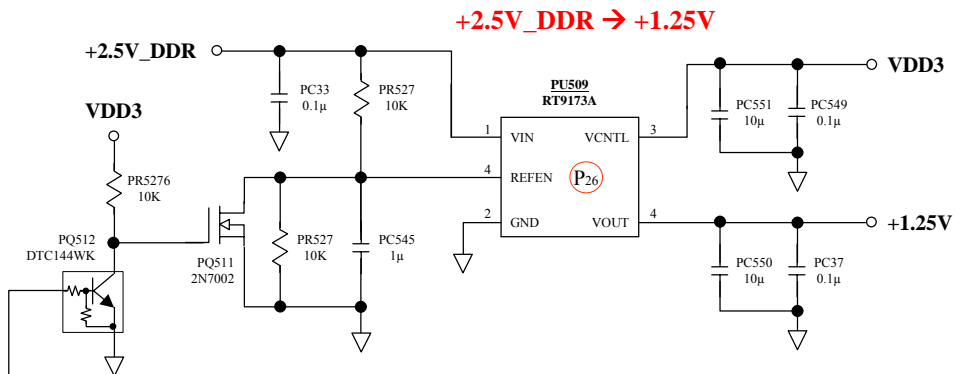 +2.5V_DDR → +1.25V
+2.5V_DDR
VDD3
PC33
0.1µ
PR527
10K
PU509
RT9173A
1
VIN
VCNTL
3
4
REFEN
P26
2
GND
VOUT
4
VDD3
PC551
10µ
PC549
0.1µ
PR5276
10K
PQ512
DTC144WK
PQ511
2N7002
PR527
10K
PC545
1µ
+1.25V
PC550
10µ
PC37
0.1µ